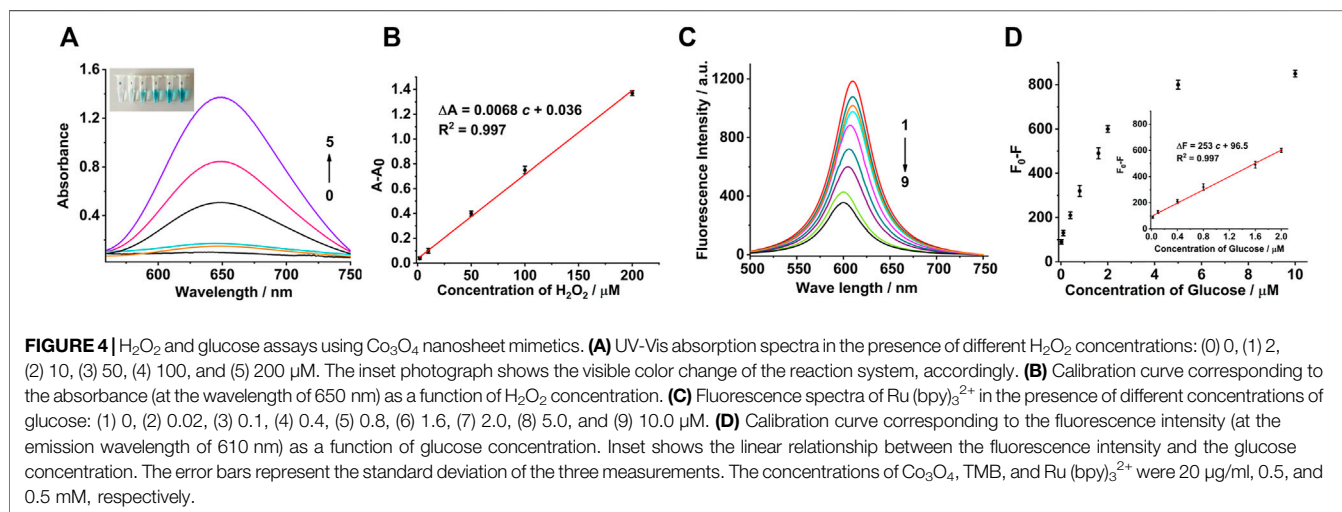 A
1.6
1.2
0.8
0.4
Absorbance
5
0
600
650
700
750
Wavelength / nm
B
1.4
1.2
1.0
0.8
0.6
0.4
0.2
0.0
A-A0
ΔA = 0.0068 c + 0.036
R² = 0.997
0
50
100
150
200
Concentration of H₂O₂ / μM
C
1200
900
600
300
0
Fluorescence Intensity / a.u.
1
9
500
550
600
650
700
750
Wave length / nm
D
800
600
400
200
0
F₀-F
0
2
4
6
8
10
Concentration of Glucose / μM
800
600
400
200
0
F₀-F
ΔF = 253 c + 96.5
R² = 0.997
0.0
0.4
0.8
1.2
1.6
2.0
Concentration of Glucose / μM
FIGURE 4 | H₂O₂ and glucose assays using Co₃O₄ nanosheet mimetics. (A) UV-Vis absorption spectra in the presence of different H₂O₂ concentrations: (0) 0, (1) 2,
(2) 10, (3) 50, (4) 100, and (5) 200 μM. The inset photograph shows the visible color change of the reaction system, accordingly. (B) Calibration curve corresponding to
the absorbance (at the wavelength of 650 nm) as a function of H₂O₂ concentration. (C) Fluorescence spectra of Ru (bpy)₃²⁺ in the presence of different concentrations of
glucose: (1) 0, (2) 0.02, (3) 0.1, (4) 0.4, (5) 0.8, (6) 1.6, (7) 2.0, (8) 5.0, and (9) 10.0 μM. (D) Calibration curve corresponding to the fluorescence intensity (at the
emission wavelength of 610 nm) as a function of glucose concentration. Inset shows the linear relationship between the fluorescence intensity and the glucose
concentration. The error bars represent the standard deviation of the three measurements. The concentrations of Co₃O₄, TMB, and Ru (bpy)₃²⁺ were 20 μg/ml, 0.5, and
0.5 mM, respectively.